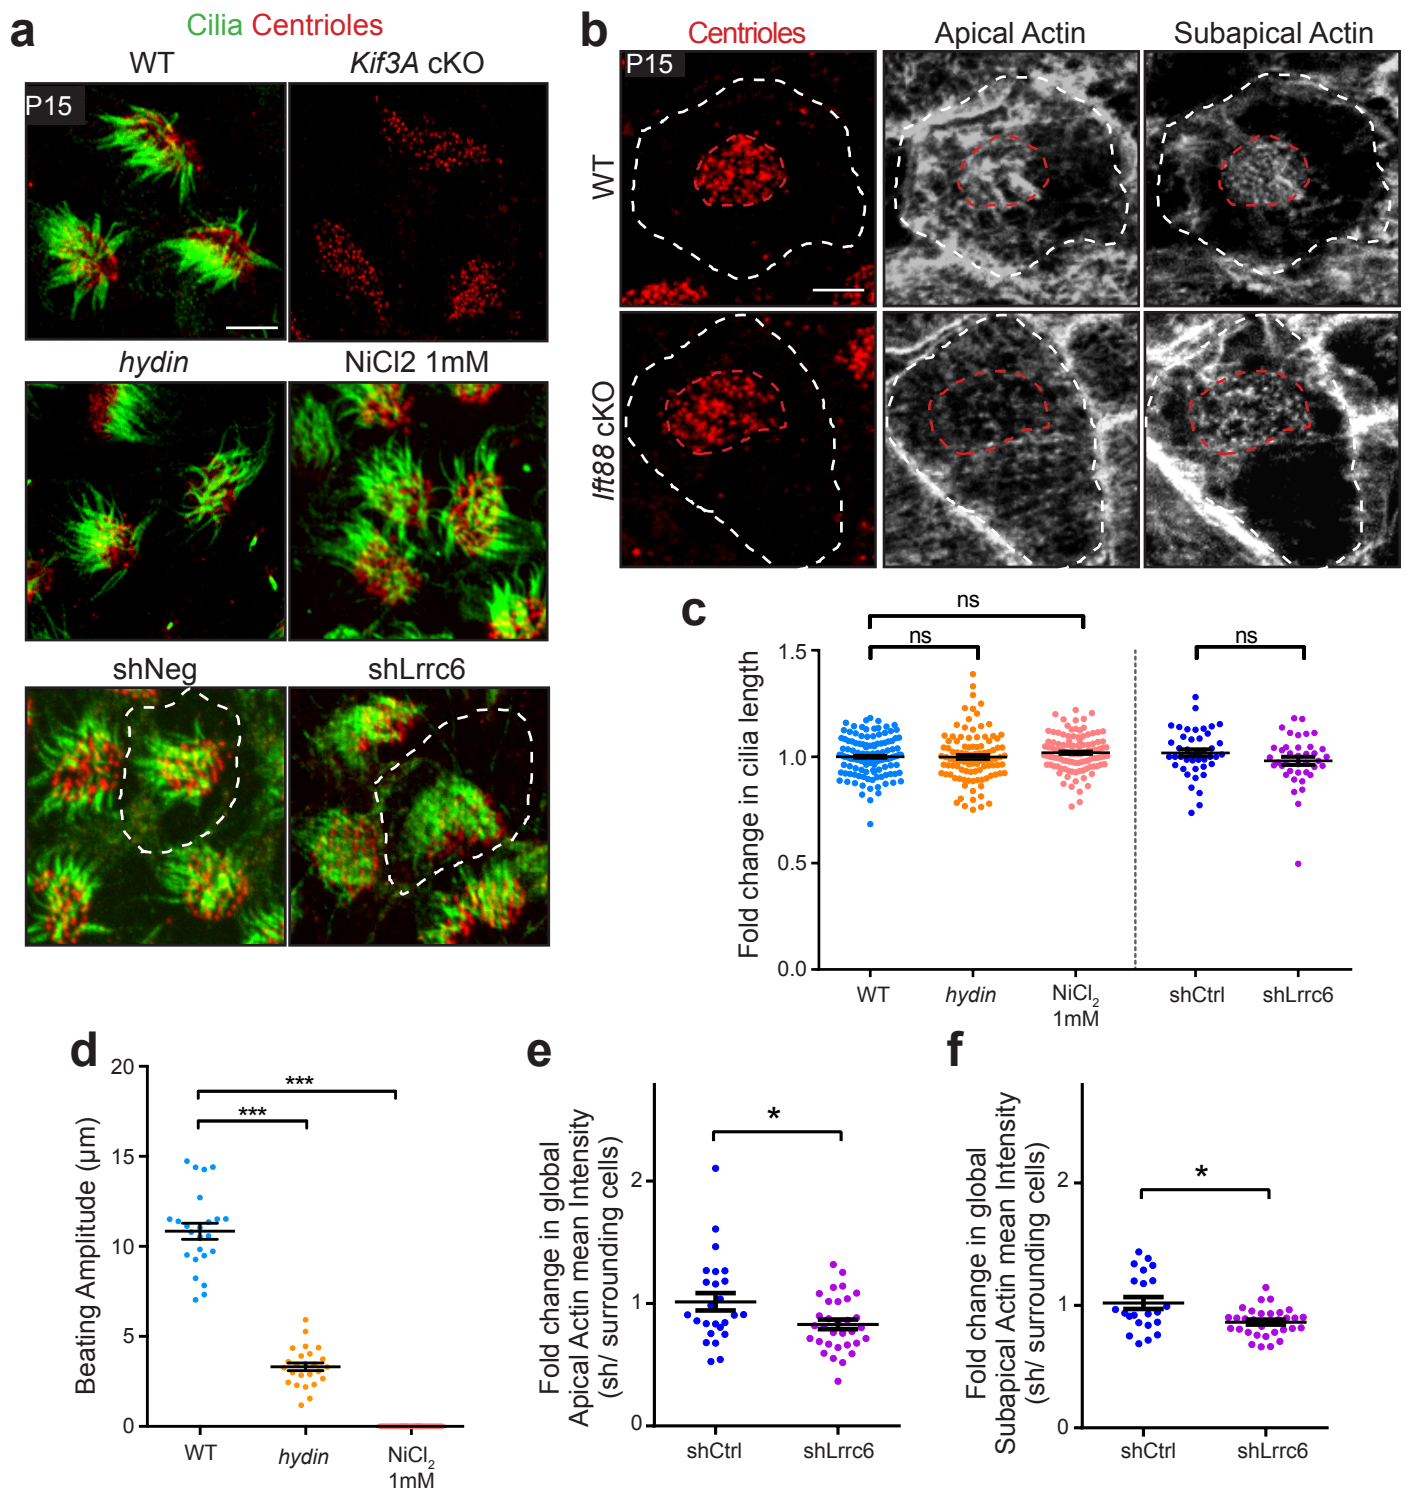 a
Cilia Centrioles
WT
Kif3A cKO
P15
hydin
NiCl2 1mM
shNeg
shLrrc6
b
Centrioles
Apical Actin
Subapical Actin
P15
WT
Ift88 cKO
c
ns
ns
ns
Fold change in cilia length
1.5
1.0
0.5
0.0
WT
hydin
NiCl2
1mM
shCtrl
shLrrc6
d
Beating Amplitude (µm)
20
15
10
5
0
***
***
WT
hydin
NiCl2
1mM
e
Fold change in global
Apical Actin mean Intensity
(sh/ surrounding cells)
2
1
0
*
shCtrl
shLrrc6
f
Fold change in global
Subapical Actin mean Intensity
(sh/ surrounding cells)
2
1
0
*
shCtrl
shLrrc6